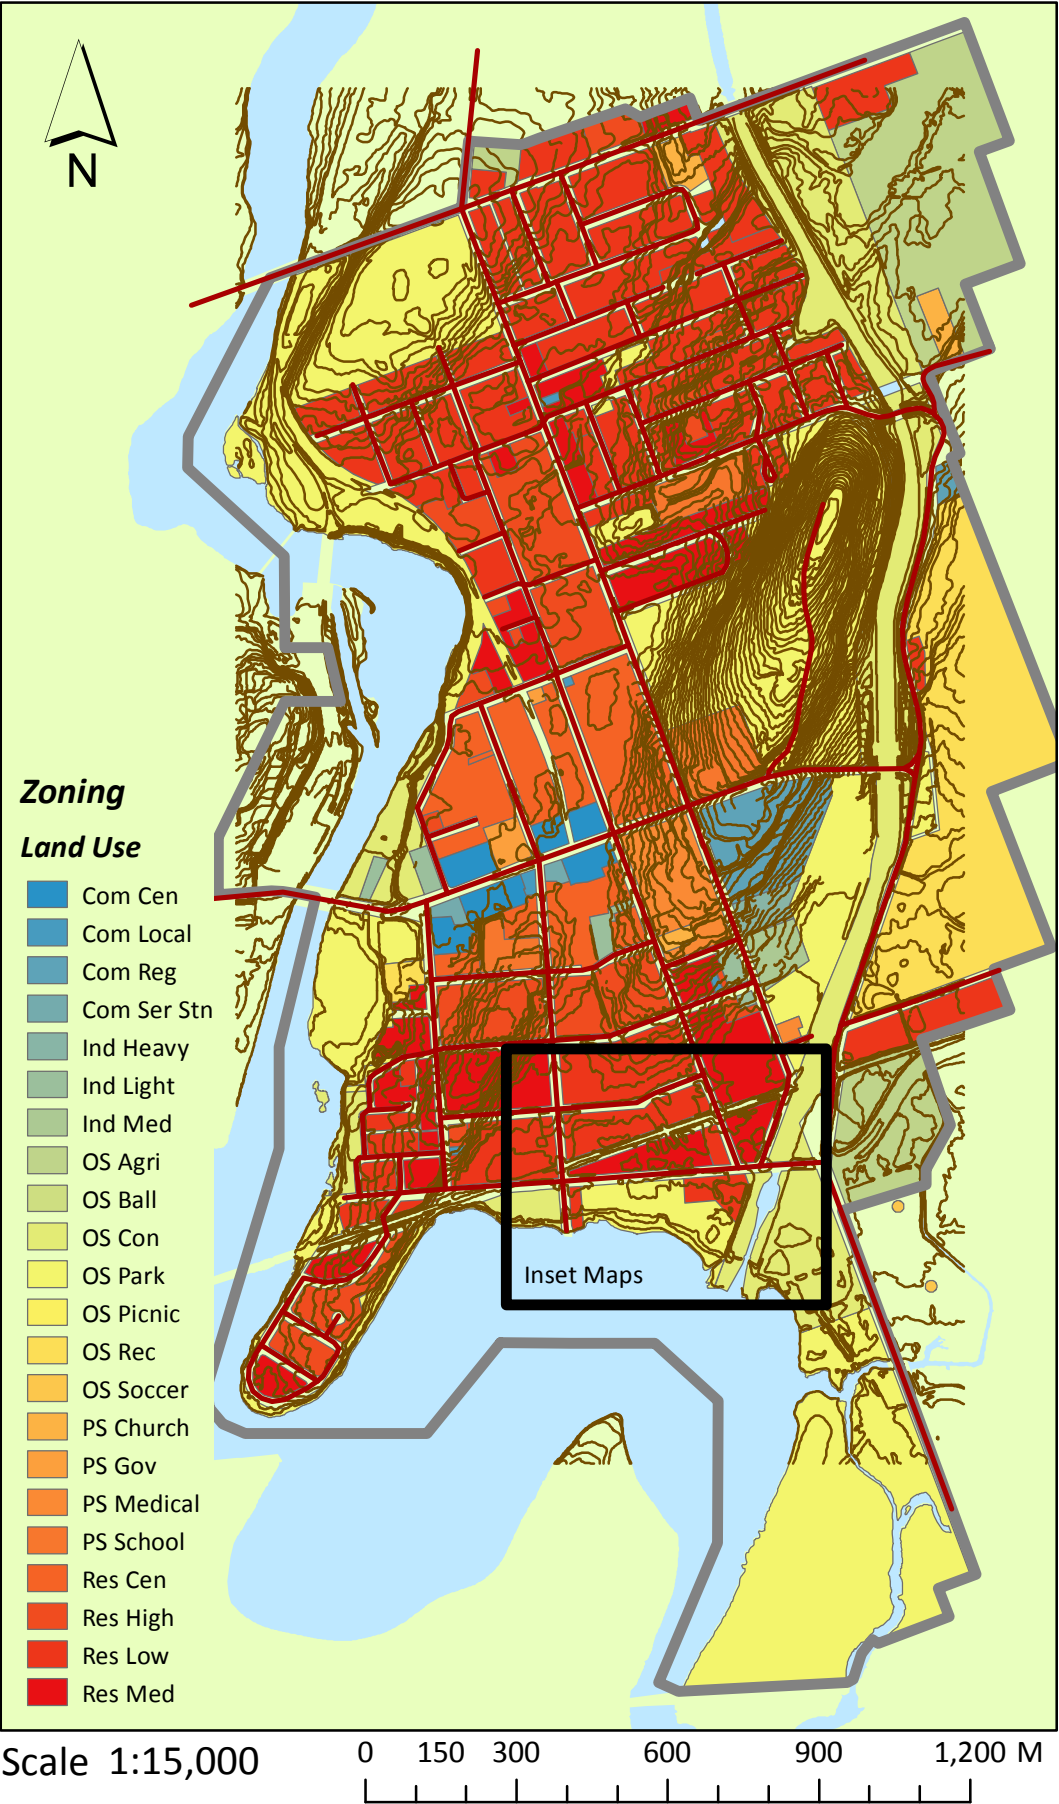 N
Zoning
Land Use
Com Cen
Com Local
Com Reg
Com Ser Stn
Ind Heavy
Ind Light
Ind Med
OS Agri
OS Ball
OS Con
OS Park
OS Picnic
OS Rec
OS Soccer
PS Church
PS Gov
PS Medical
PS School
Res Cen
Res High
Res Low
Res Med
Inset Maps
Scale 1:15,000
0 150 300 600 900 1,200 M